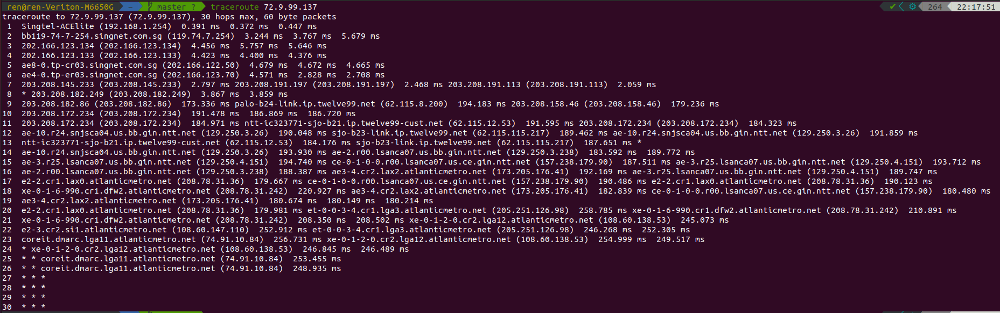 ren@ren-Veriton-M6650G ~ master ? traceroute 72.9.99.137 ✔ ⚙ 264 22:17:51
traceroute to 72.9.99.137 (72.9.99.137), 30 hops max, 60 byte packets
1 Singtel-ACElite (192.168.1.254) 0.391 ms 0.372 ms 0.447 ms
2 bb119-74-7-254.singnet.com.sg (119.74.7.254) 3.244 ms 3.767 ms 5.679 ms
3 202.166.123.134 (202.166.123.134) 4.456 ms 5.757 ms 5.646 ms
4 202.166.123.133 (202.166.123.133) 4.423 ms 4.400 ms 4.376 ms
5 ae8-0.tp-cr03.singnet.com.sg (202.166.122.50) 4.679 ms 4.672 ms 4.665 ms
6 ae4-0.tp-er03.singnet.com.sg (202.166.123.70) 4.571 ms 2.828 ms 2.708 ms
7 203.208.145.233 (203.208.145.233) 2.797 ms 203.208.191.197 (203.208.191.197) 2.468 ms 203.208.191.113 (203.208.191.113) 2.059 ms
8 * 203.208.182.249 (203.208.182.249) 3.867 ms 3.859 ms
9 203.208.182.86 (203.208.182.86) 173.336 ms palo-b24-link.ip.twelve99.net (62.115.8.200) 194.183 ms 203.208.158.46 (203.208.158.46) 179.236 ms
10 203.208.172.234 (203.208.172.234) 191.478 ms 186.869 ms 186.720 ms
11 203.208.172.234 (203.208.172.234) 184.971 ms ntt-ic323771-sjo-b21.ip.twelve99-cust.net (62.115.12.53) 191.595 ms 203.208.172.234 (203.208.172.234) 184.323 ms
12 ae-10.r24.snjsca04.us.bb.gin.ntt.net (129.250.3.26) 190.048 ms sjo-b23-link.ip.twelve99.net (62.115.115.217) 189.462 ms ae-10.r24.snjsca04.us.bb.gin.ntt.net (129.250.3.26) 191.859 ms
13 ntt-ic323771-sjo-b21.ip.twelve99-cust.net (62.115.12.53) 184.176 ms sjo-b23-link.ip.twelve99.net (62.115.115.217) 187.651 ms *
14 ae-10.r24.snjsca04.us.bb.gin.ntt.net (129.250.3.26) 193.930 ms ae-2.r00.lsanca07.us.bb.gin.ntt.net (129.250.3.238) 183.592 ms 189.772 ms
15 ae-3.r25.lsanca07.us.bb.gin.ntt.net (129.250.4.151) 194.740 ms ce-0-1-0-0.r00.lsanca07.us.ce.gin.ntt.net (157.238.179.90) 187.511 ms ae-3.r25.lsanca07.us.bb.gin.ntt.net (129.250.4.151) 193.712 ms
16 ae-2.r00.lsanca07.us.bb.gin.ntt.net (129.250.3.238) 188.387 ms ae3-4.cr2.lax2.atlanticmetro.net (173.205.176.41) 192.169 ms ae-3.r25.lsanca07.us.bb.gin.ntt.net (129.250.4.151) 189.747 ms
17 e2-2.cr1.lax0.atlanticmetro.net (208.78.31.36) 179.667 ms ce-0-1-0-0.r00.lsanca07.us.ce.gin.ntt.net (157.238.179.90) 190.486 ms e2-2.cr1.lax0.atlanticmetro.net (208.78.31.36) 190.123 ms
18 xe-0-1-6-990.cr1.dfw2.atlanticmetro.net (208.78.31.242) 220.927 ms ae3-4.cr2.lax2.atlanticmetro.net (173.205.176.41) 182.839 ms ce-0-1-0-0.r00.lsanca07.us.ce.gin.ntt.net (157.238.179.90) 180.480 ms
19 ae3-4.cr2.lax2.atlanticmetro.net (173.205.176.41) 180.674 ms 180.149 ms 180.214 ms
20 e2-2.cr1.lax0.atlanticmetro.net (208.78.31.36) 179.981 ms et-0-0-3-4.cr1.lga3.atlanticmetro.net (205.251.126.98) 258.785 ms xe-0-1-6-990.cr1.dfw2.atlanticmetro.net (208.78.31.242) 210.891 ms
21 xe-0-1-6-990.cr1.dfw2.atlanticmetro.net (208.78.31.242) 208.350 ms 208.502 ms xe-0-1-2-0.cr2.lga12.atlanticmetro.net (108.60.138.53) 245.073 ms
22 e2-3.cr2.si1.atlanticmetro.net (108.60.147.110) 252.912 ms et-0-0-3-4.cr1.lga3.atlanticmetro.net (205.251.126.98) 246.268 ms 252.305 ms
23 coreit.dmarc.lga11.atlanticmetro.net (74.91.10.84) 256.731 ms xe-0-1-2-0.cr2.lga12.atlanticmetro.net (108.60.138.53) 254.999 ms 249.517 ms
24 * xe-0-1-2-0.cr2.lga12.atlanticmetro.net (108.60.138.53) 246.845 ms 246.489 ms
25 * * coreit.dmarc.lga11.atlanticmetro.net (74.91.10.84) 253.455 ms
26 * * coreit.dmarc.lga11.atlanticmetro.net (74.91.10.84) 248.935 ms
27 * * *
28 * * *
29 * * *
30 * * *